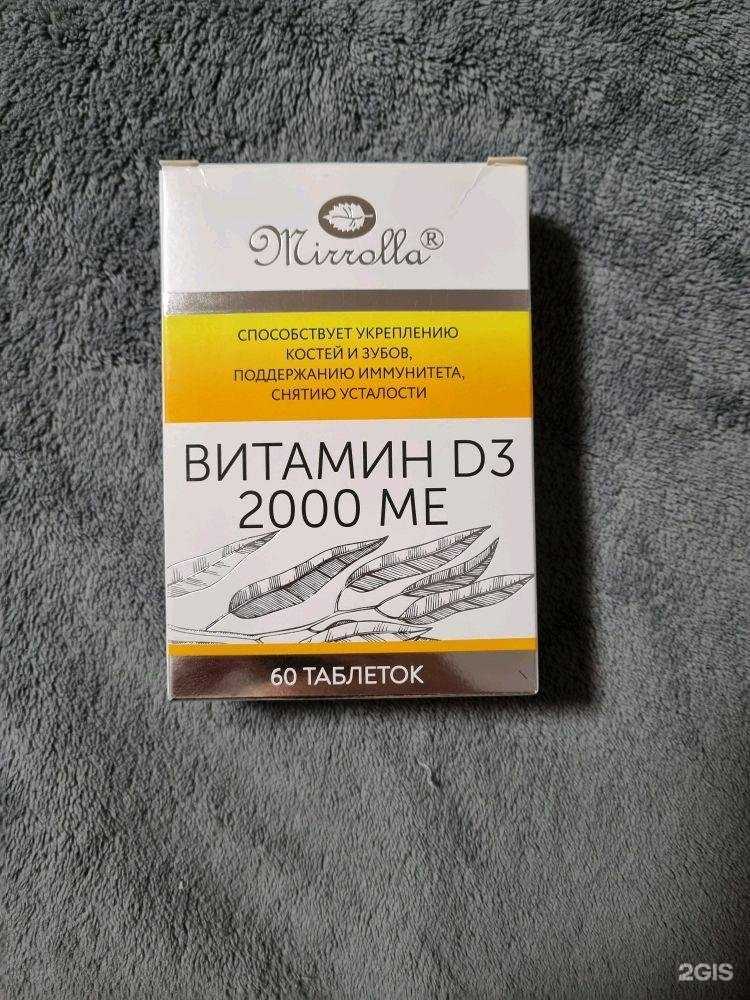 Mirrolla®
СПОСОБСТВУЕТ УКРЕПЛЕНИЮ
КОСТЕЙ И ЗУБОВ,
ПОДДЕРЖАНИЮ ИММУНИТЕТА,
СНЯТИЮ УСТАЛОСТИ
ВИТАМИН D3
2000 МЕ
60 ТАБЛЕТОК
2GIS